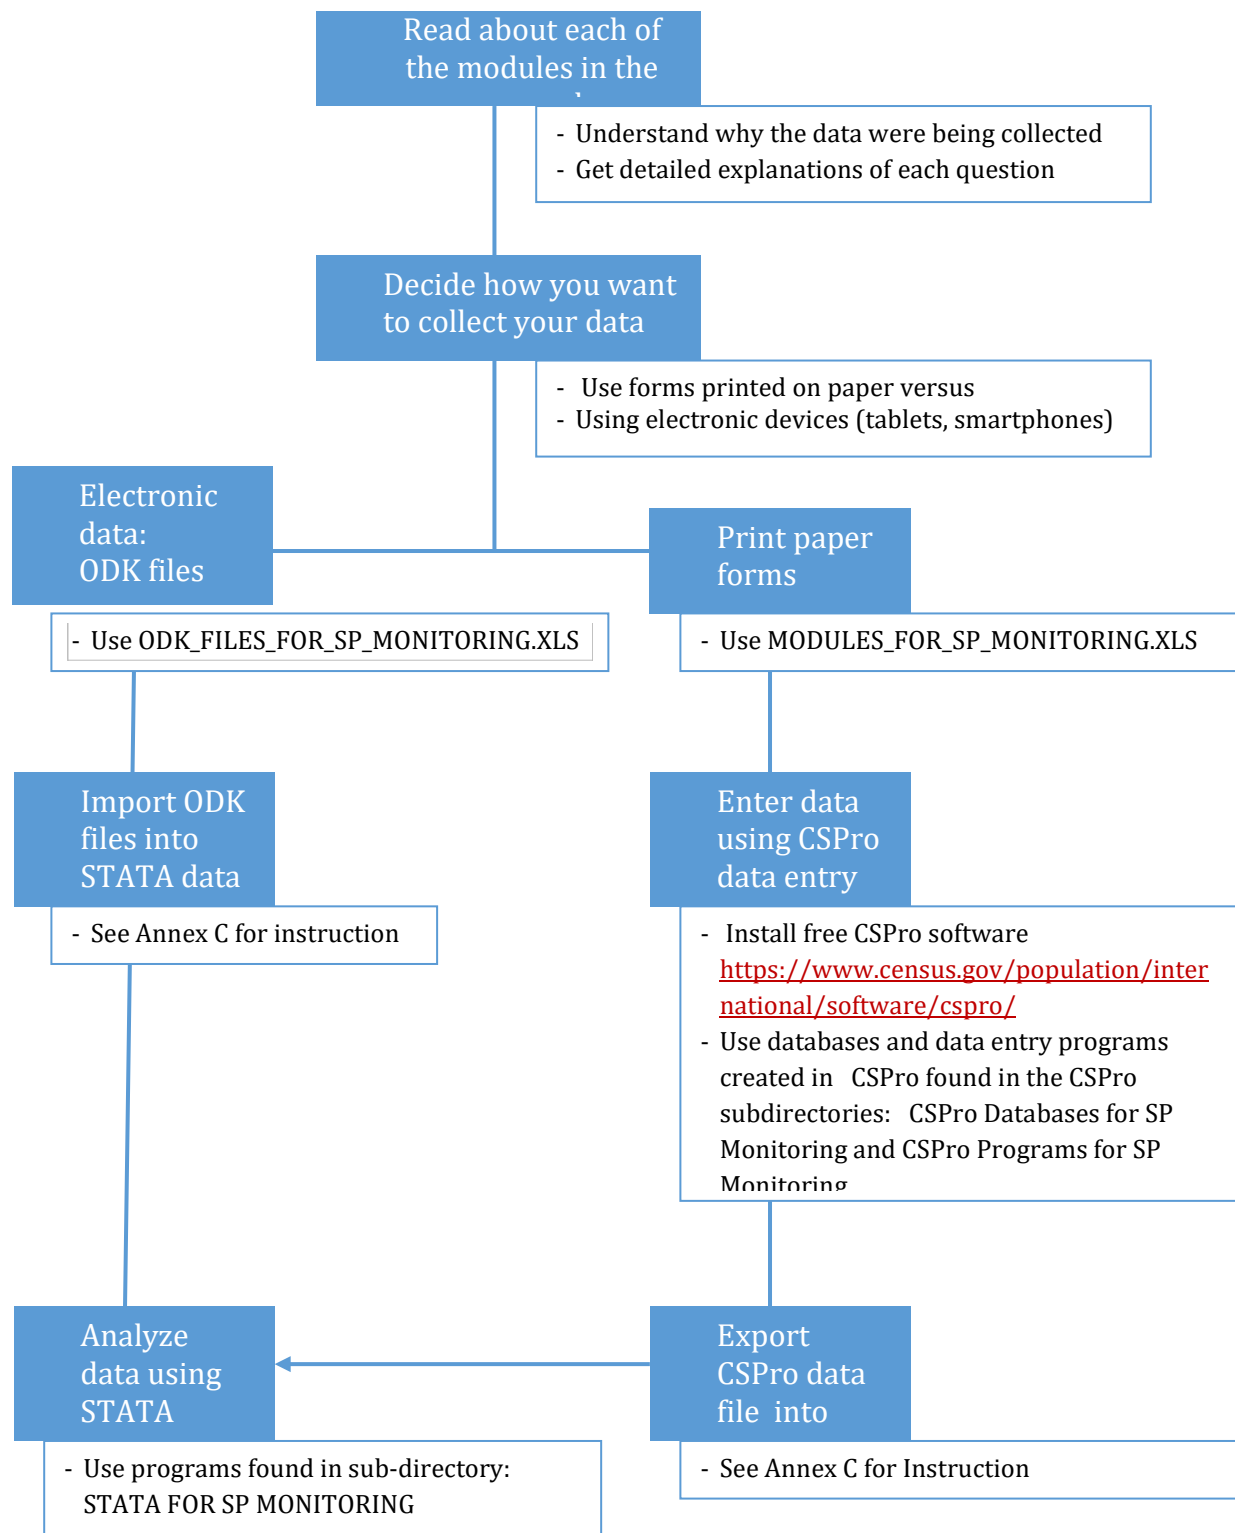 Read about each of
the modules in the
- Understand why the data were being collected
- Get detailed explanations of each question
Decide how you want
to collect your data
- Use forms printed on paper versus
- Using electronic devices (tablets, smartphones)
Electronic
data:
ODK files
- Use ODK_FILES_FOR_SP_MONITORING.XLS
Print paper
forms
- Use MODULES_FOR_SP_MONITORING.XLS
Import ODK
files into
STATA data
- See Annex C for instruction
Enter data
using CSPro
data entry
- Install free CSPro software
https://www.census.gov/population/inter
national/software/cspro/
- Use databases and data entry programs
created in CSPro found in the CSPro
subdirectories: CSPro Databases for SP
Monitoring and CSPro Programs for SP
Monitoring
Analyze
data using
STATA
- Use programs found in sub-directory:
STATA FOR SP MONITORING
Export
CSPro data
file into
- See Annex C for Instruction